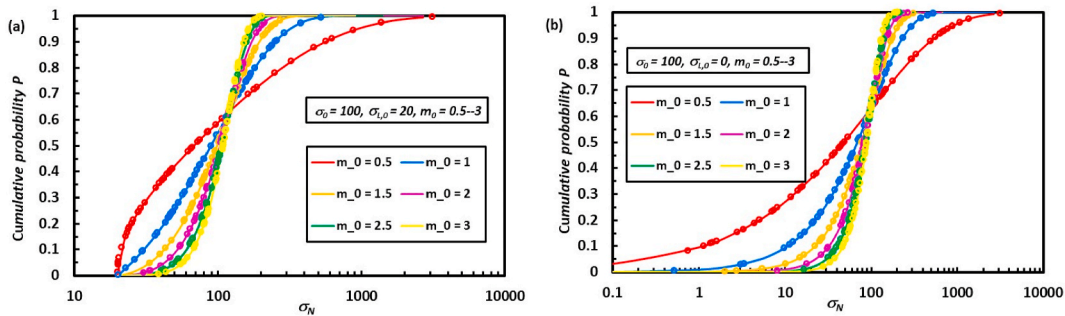 (a)
Cumulative probability P
1
0.9
0.8
0.7
0.6
0.5
0.4
0.3
0.2
0.1
0
σ₀ = 100, σ_L,0 = 20, m₀ = 0.5--3
m_0 = 0.5 m_0 = 1
m_0 = 1.5 m_0 = 2
m_0 = 2.5 m_0 = 3
10 100 1000 10000
σ_N
(b)
Cumulative probability P
1
0.9
0.8
0.7
0.6
0.5
0.4
0.3
0.2
0.1
0
σ₀ = 100, σ_L,0 = 0, m₀ = 0.5--3
m_0 = 0.5 m_0 = 1
m_0 = 1.5 m_0 = 2
m_0 = 2.5 m_0 = 3
0.1 1 10 100 1000 10000
σ_N